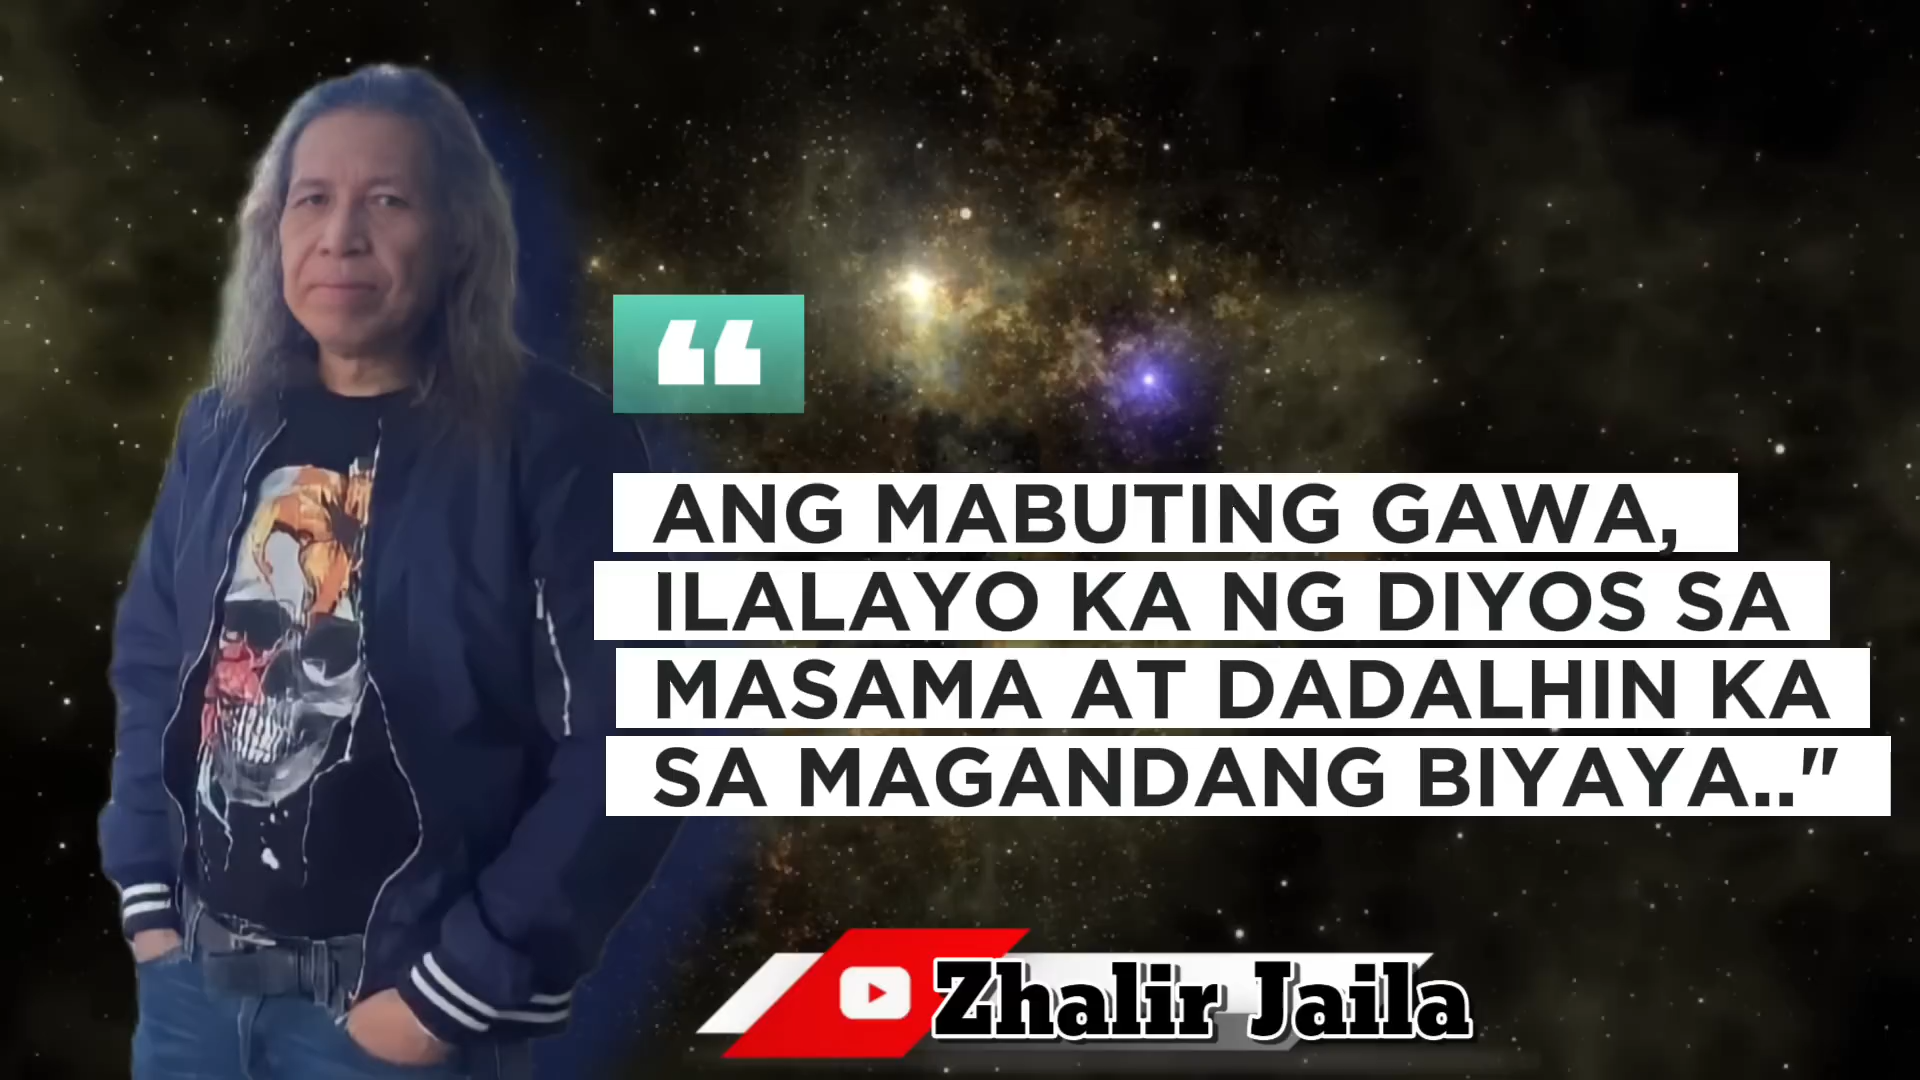 “
ANG MABUTING GAWA,
ILALAYO KA NG DIYOS SA
MASAMA AT DADALHIN KA
SA MAGANDANG BIYAYA.."
Zhalir Jaila